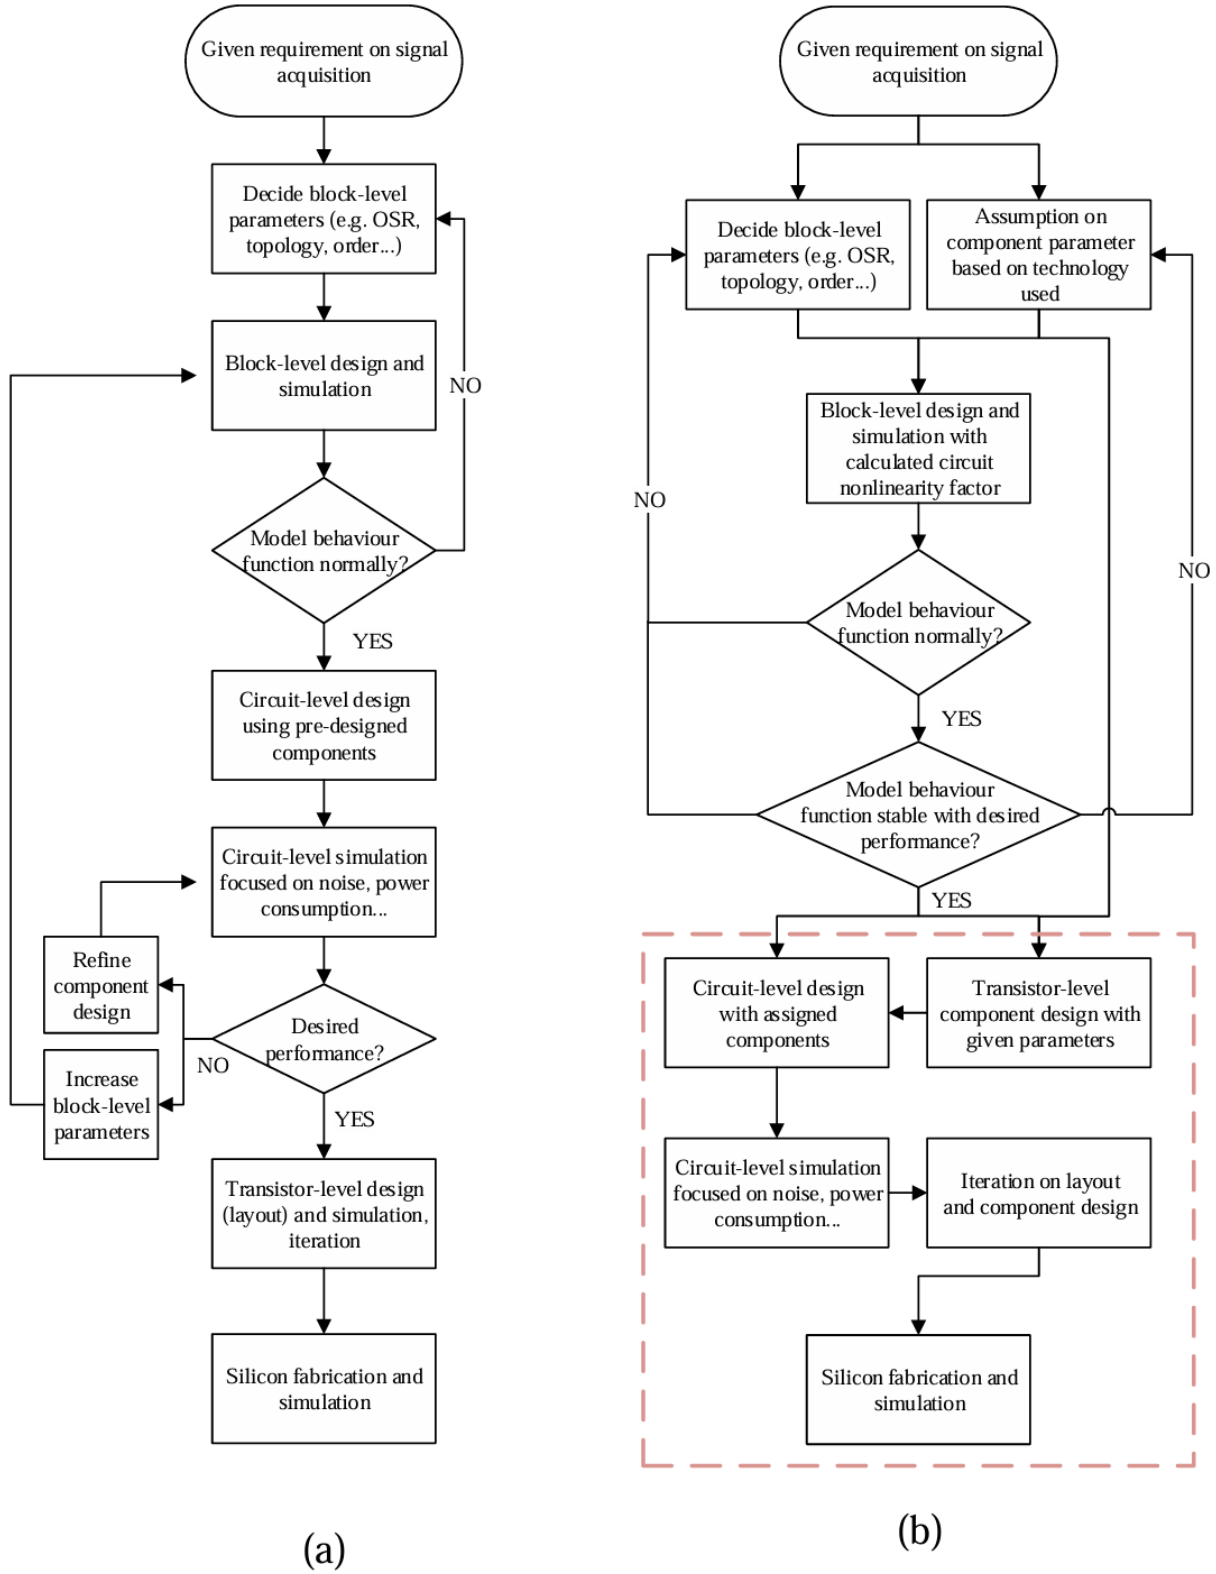 Given requirement on signal
acquisition
Decide block-level
parameters (e.g. OSR,
topology, order...)
Block-level design and
simulation
NO
Model behaviour
function normally?
YES
Circuit-level design
using pre-designed
components
Circuit-level simulation
focused on noise, power
consumption...
Refine
component
design
Desired
performance?
NO
Increase
block-level
parameters
YES
Transistor-level design
(layout) and simulation,
iteration
Silicon fabrication and
simulation
(a)
Given requirement on signal
acquisition
Decide block-level
parameters (e.g. OSR,
topology, order...)
Assumption on
component parameter
based on technology
used
Block-level design and
simulation with
calculated circuit
nonlinearity factor
NO
NO
Model behaviour
function normally?
YES
Model behaviour
function stable with desired
performance?
YES
Circuit-level design
with assigned
components
Transistor-level
component design with
given parameters
Circuit-level simulation
focused on noise, power
consumption...
Iteration on layout
and component design
Silicon fabrication and
simulation
(b)